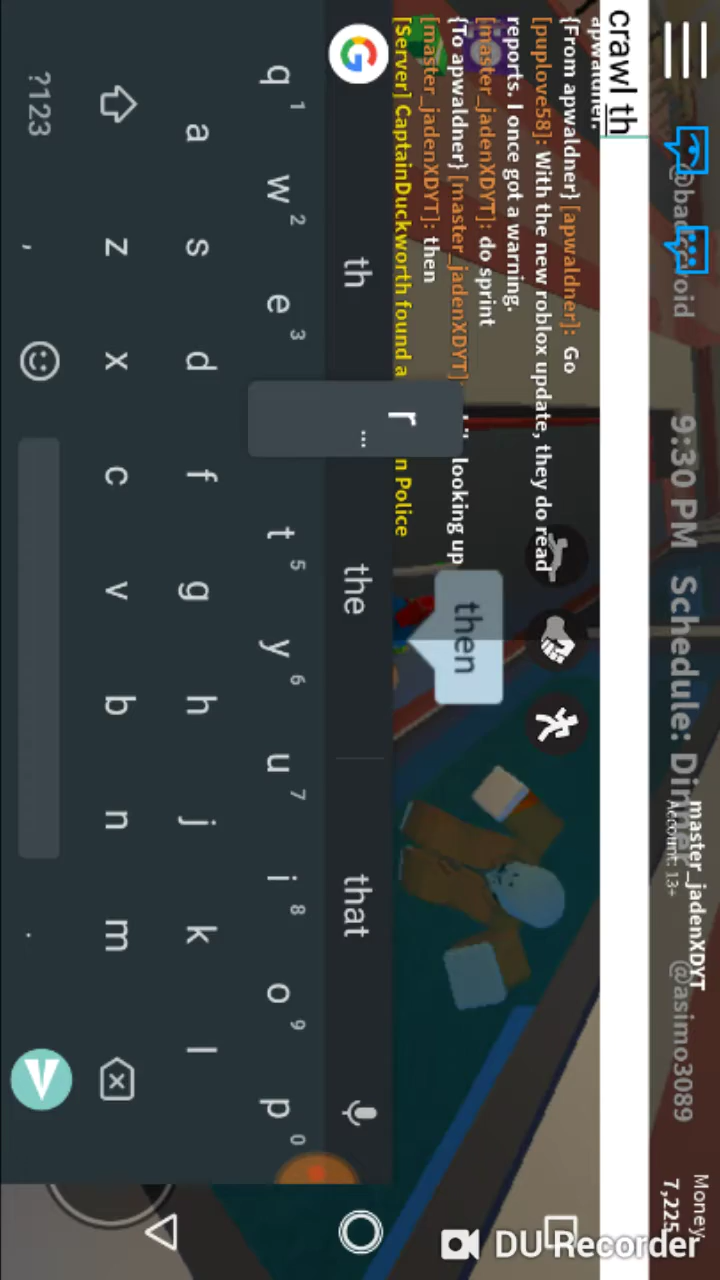 @badccvoid 9:30 PM Schedule: Dinner @asimo3089
master_jadenXDYT
Account: 13+
Money
7,225
crawl th
apwaldner.
{From apwaldner} [apwaldner]: Go
[puplove58]: With the new roblox update, they do read
reports. I once got a warning.
[master_jadenXDYT]: do sprint
{To apwaldner} [master_jadenXDYT] looking up
[master_jadenXDYT]: then
[Server] CaptainDuckworth found a n Police
then
th the that
r
...
q 1 w 2 e 3 t 5 y 6 u 7 i 8 o 9 p 0
a s d f g h j k l
z x c v b n m
?123 , .
DU Recorder